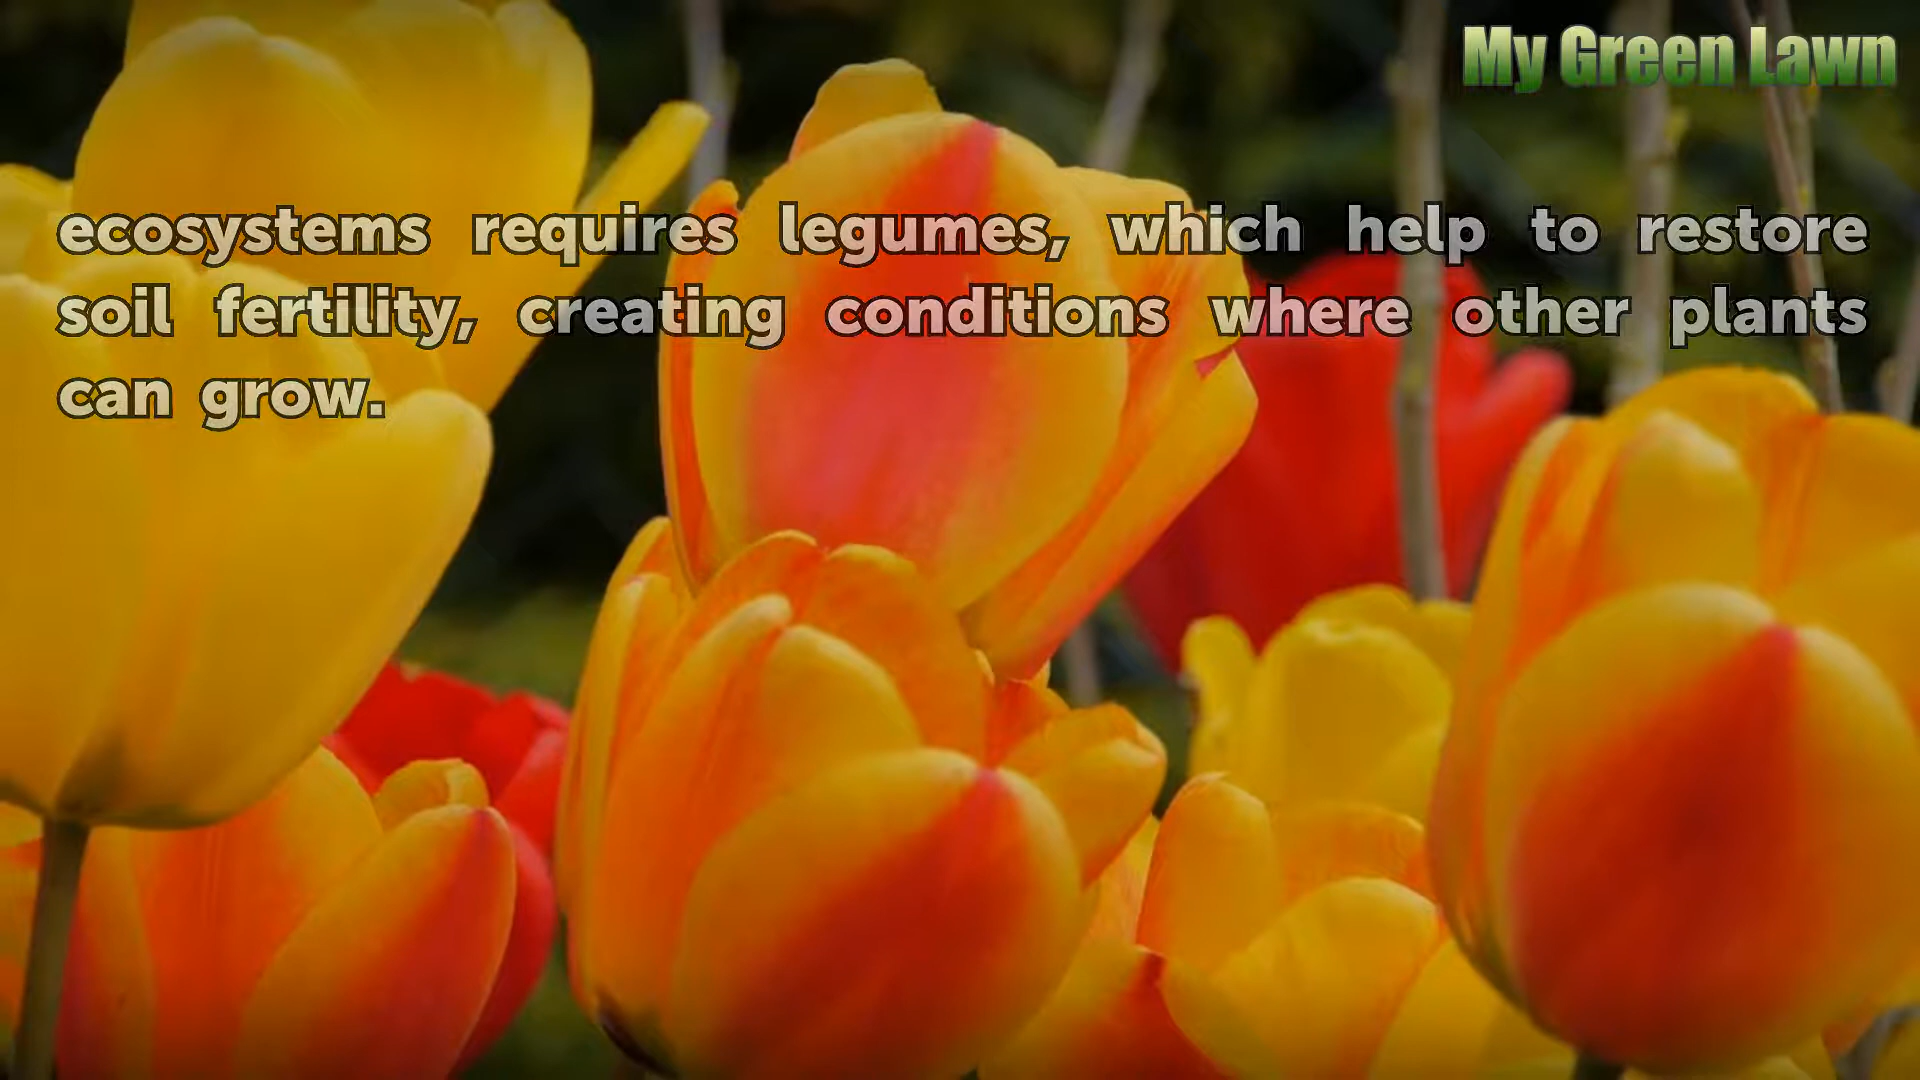 My Green Lawn
ecosystems requires legumes, which help to restore
soil fertility, creating conditions where other plants
can grow.